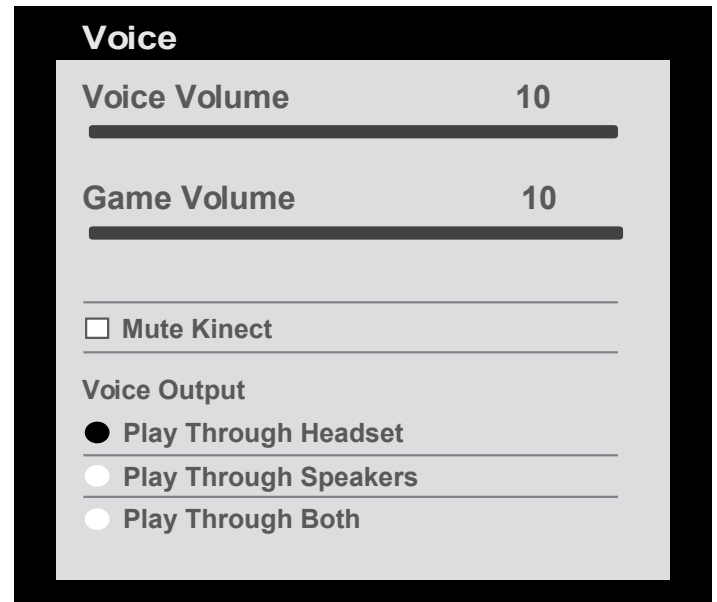 Voice
Voice Volume 10
Game Volume 10
Mute Kinect
Voice Output
Play Through Headset
Play Through Speakers
Play Through Both